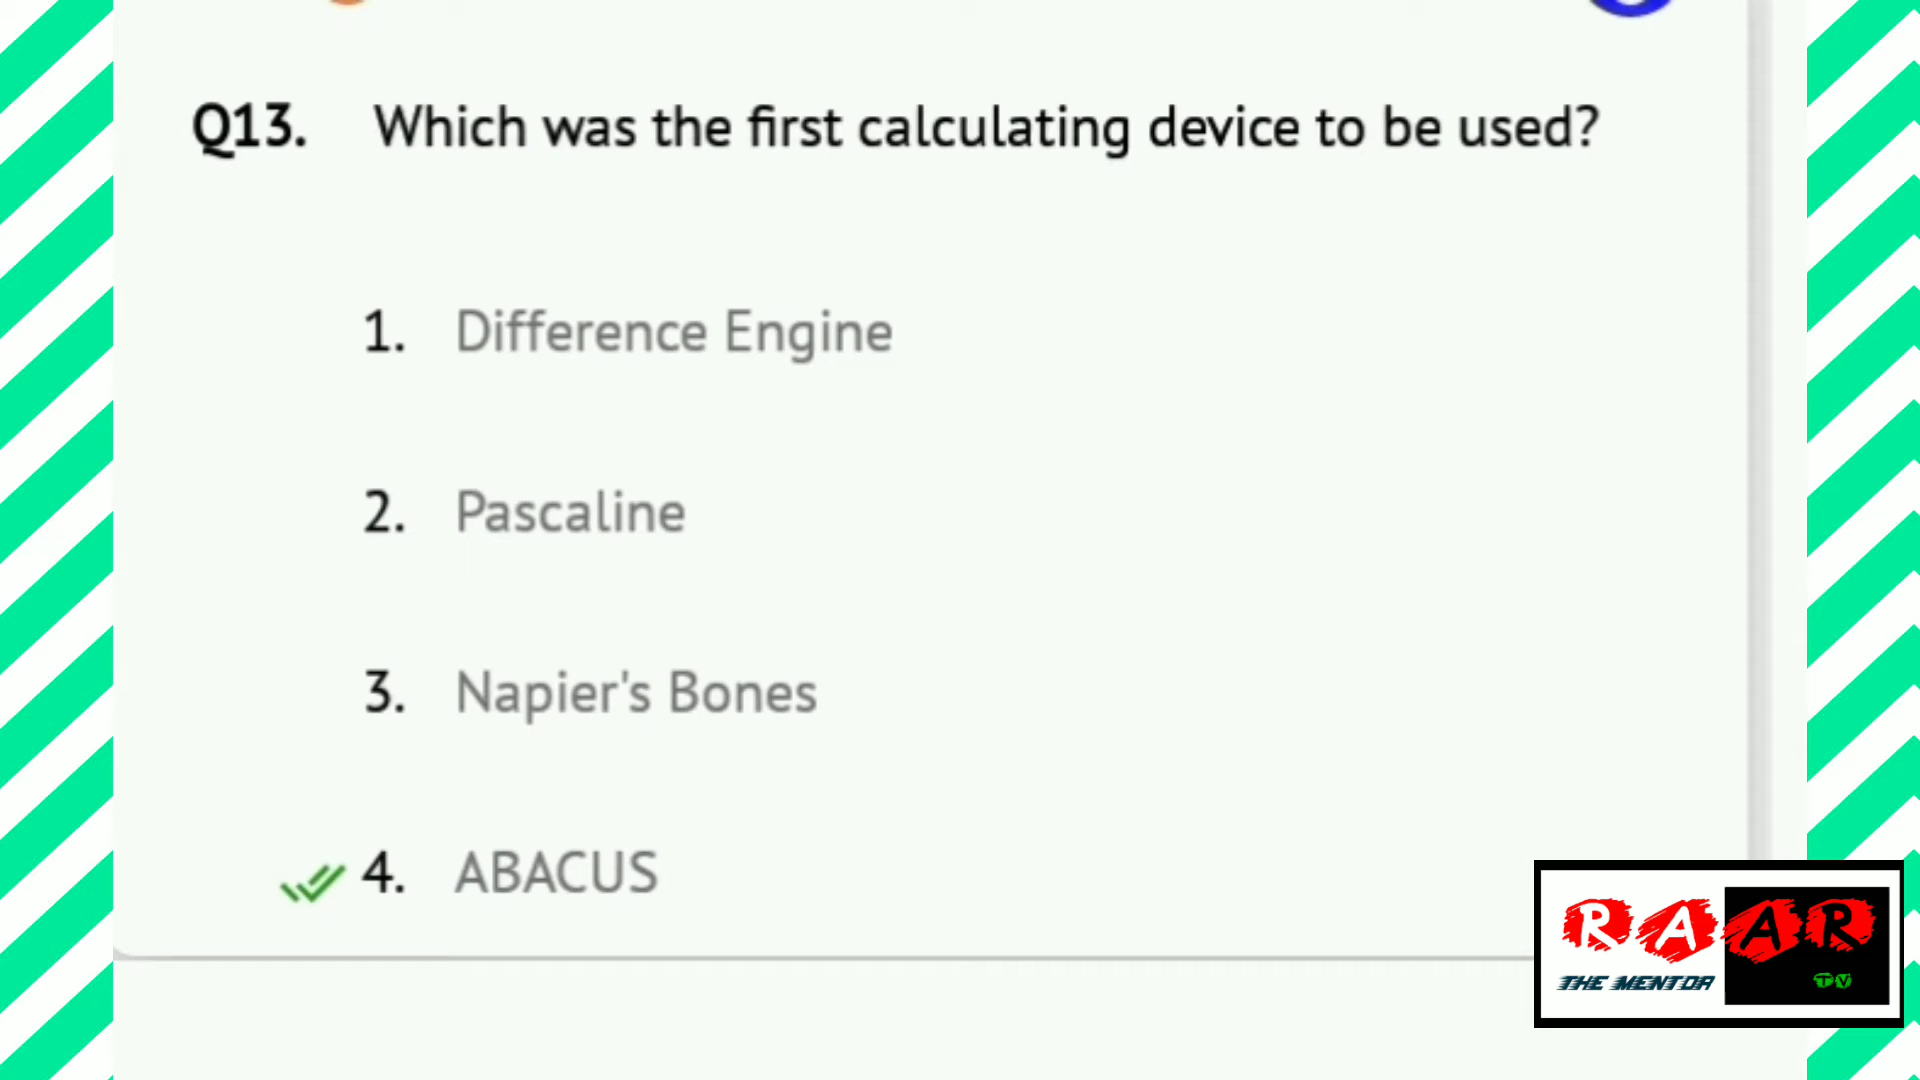 Q13. Which was the first calculating device to be used?
1. Difference Engine
2. Pascaline
3. Napier's Bones
4. ABACUS
RAAR
THE MENTOR
TV